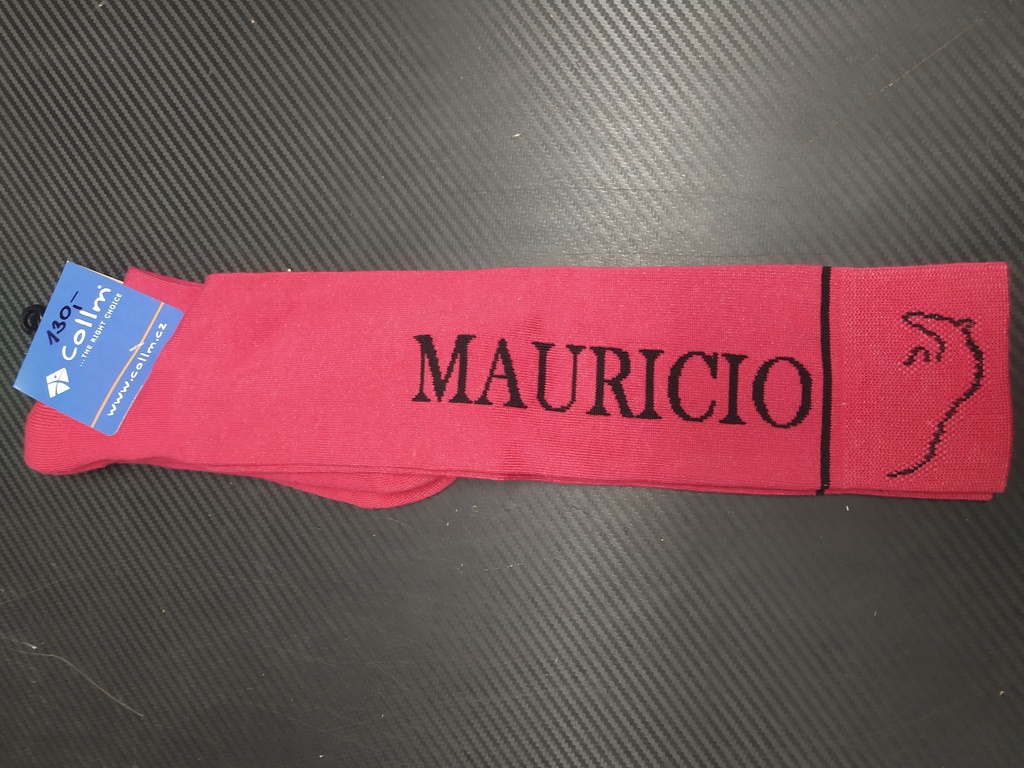 130,-
collm®
...THE RIGHT CHOICE
www.collm.cz
MAURICIO